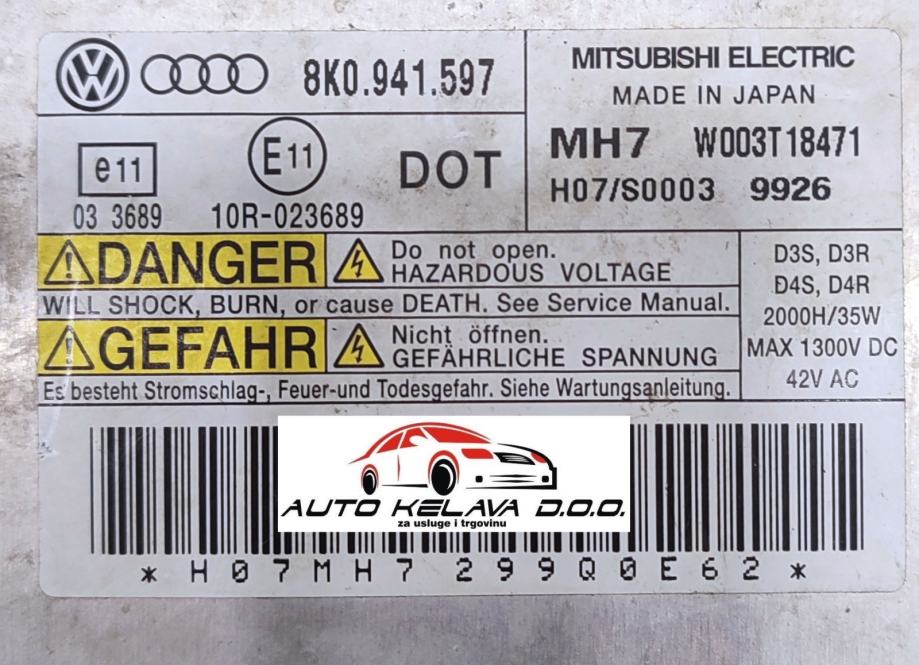 8K0.941.597
MITSUBISHI ELECTRIC
MADE IN JAPAN
MH7 W003T18471
H07/S0003 9926
e11
E11
DOT
03 3689 10R-023689
DANGER
Do not open.
HAZARDOUS VOLTAGE
WILL SHOCK, BURN, or cause DEATH. See Service Manual.
GEFAHR
Nicht öffnen.
GEFÄHRLICHE SPANNUNG
Es besteht Stromschlag-, Feuer-und Todesgefahr. Siehe Wartungsanleitung.
D3S, D3R
D4S, D4R
2000H/35W
MAX 1300V DC
42V AC
AUTO KELAVA D.O.O.
za usluge i trgovinu
*H07MH7299Q0E62*